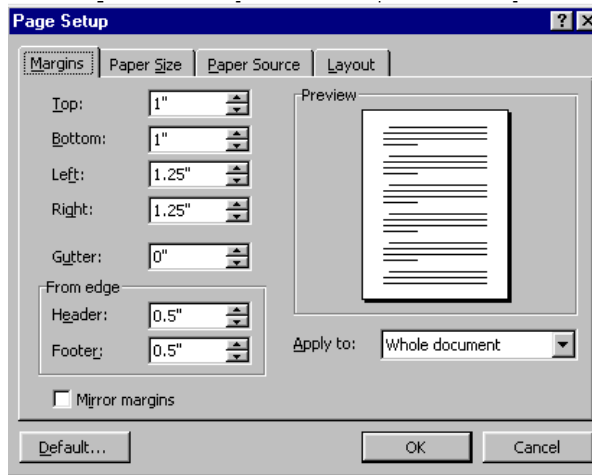 Page Setup
Margins Paper Size Paper Source Layout
Top: 1"
Bottom: 1"
Left: 1.25"
Right: 1.25"
Gutter: 0"
From edge
Header: 0.5"
Footer: 0.5"
Mirror margins
Preview
Apply to: Whole document
Default... OK Cancel